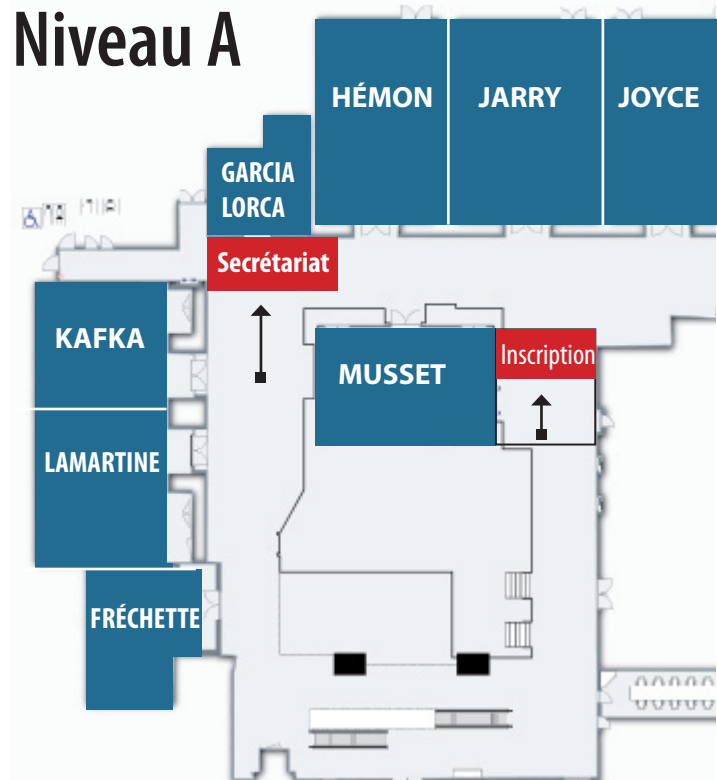 Niveau A
HÉMON
JARRY
JOYCE
GARCIA
LORCA
Secrétariat
KAFKA
MUSSET
Inscription
LAMARTINE
FRÉCHETTE